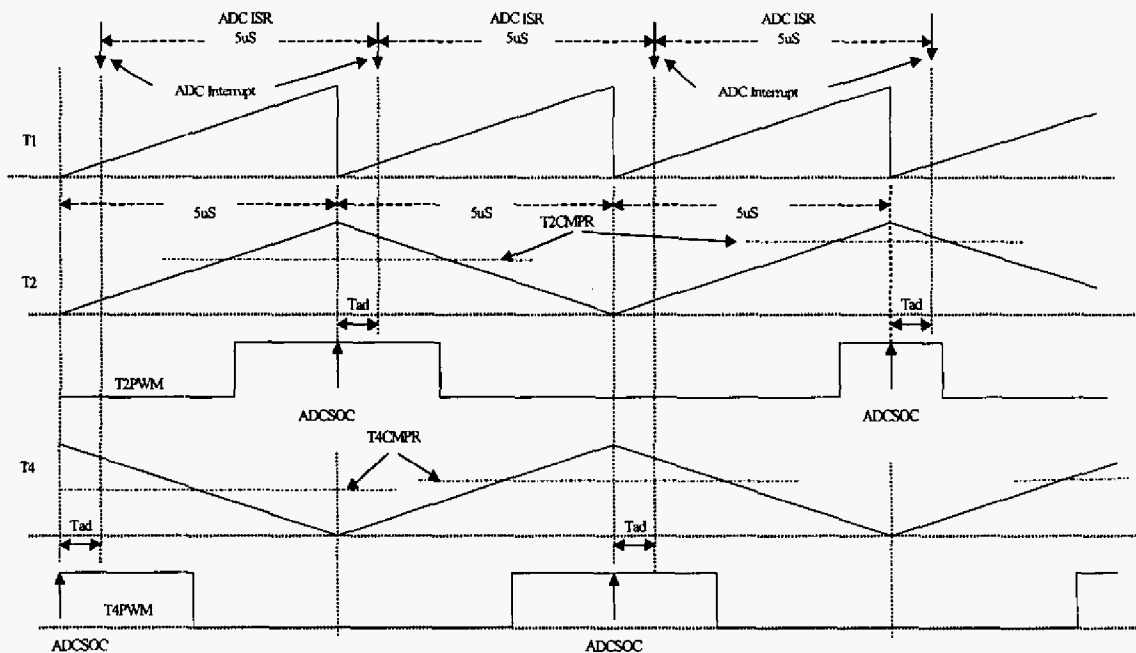 ADC ISR
5uS
ADC ISR
5uS
ADC ISR
5uS
ADC Interrupt
ADC Interrupt
T1
5uS
5uS
5uS
T2CMPR
T2
Tad
Tad
T2PWM
ADCSOC
ADCSOC
T4CMPR
T4
Tad
Tad
T4PWM
ADCSOC
ADCSOC